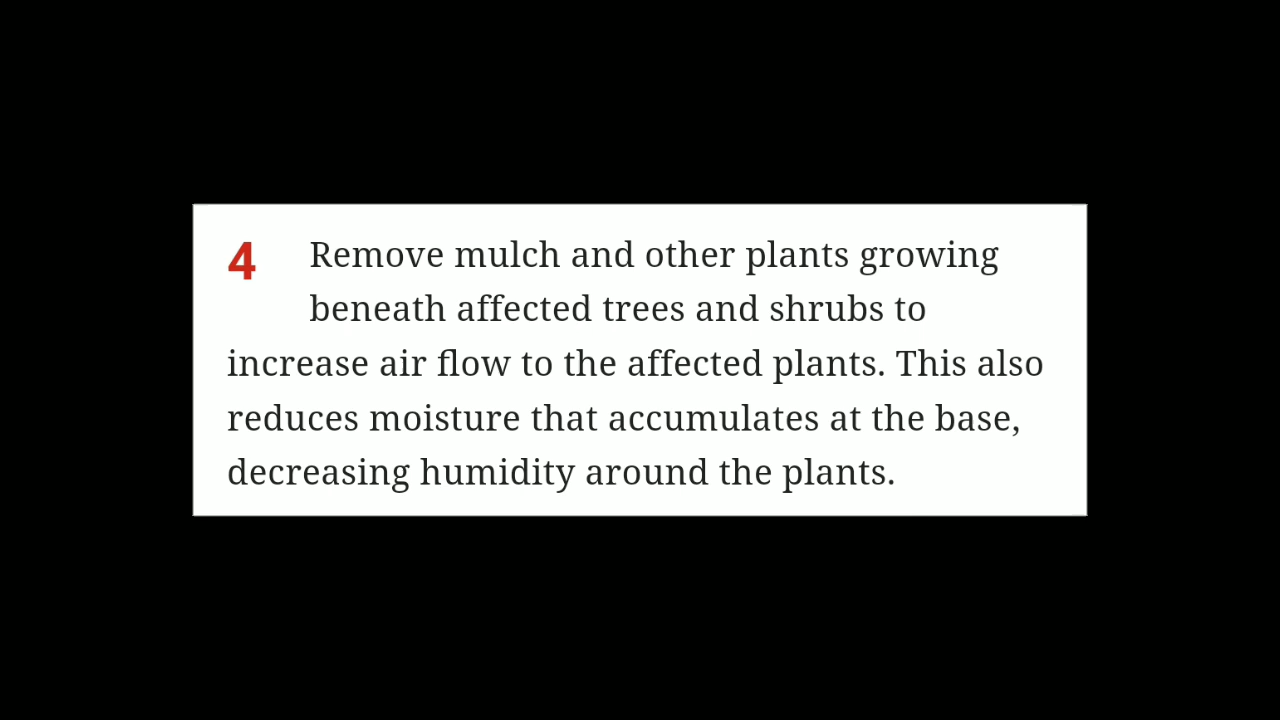 4 Remove mulch and other plants growing
beneath affected trees and shrubs to
increase air flow to the affected plants. This also
reduces moisture that accumulates at the base,
decreasing humidity around the plants.